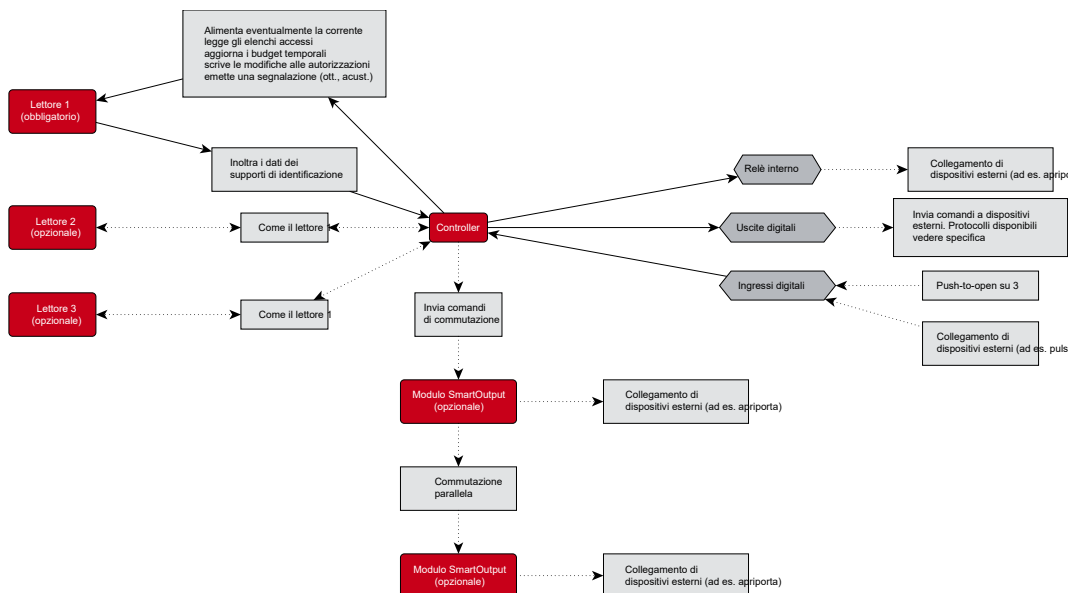 Alimenta eventualmente la corrente
legge gli elenchi accessi
aggiorna i budget temporali
scrive le modifiche alle autorizzazioni
emette una segnalazione (ott., acust.)
Lettore 1
(obbligatorio)
Inoltra i dati dei
supporti di identificazione
Relè interno
Collegamento di
dispositivi esterni (ad es. apripo
Lettore 2
(opzionale)
Come il lettore 1
Controller
Uscite digitali
Invia comandi a dispositivi
esterni. Protocolli disponibili
vedere specifica
Lettore 3
(opzionale)
Come il lettore 1
Invia comandi
di commutazione
Ingressi digitali
Push-to-open su 3
Collegamento di
dispositivi esterni (ad es. puls
Modulo SmartOutput
(opzionale)
Collegamento di
dispositivi esterni (ad es. apriporta)
Commutazione
parallela
Modulo SmartOutput
(opzionale)
Collegamento di
dispositivi esterni (ad es. apriporta)